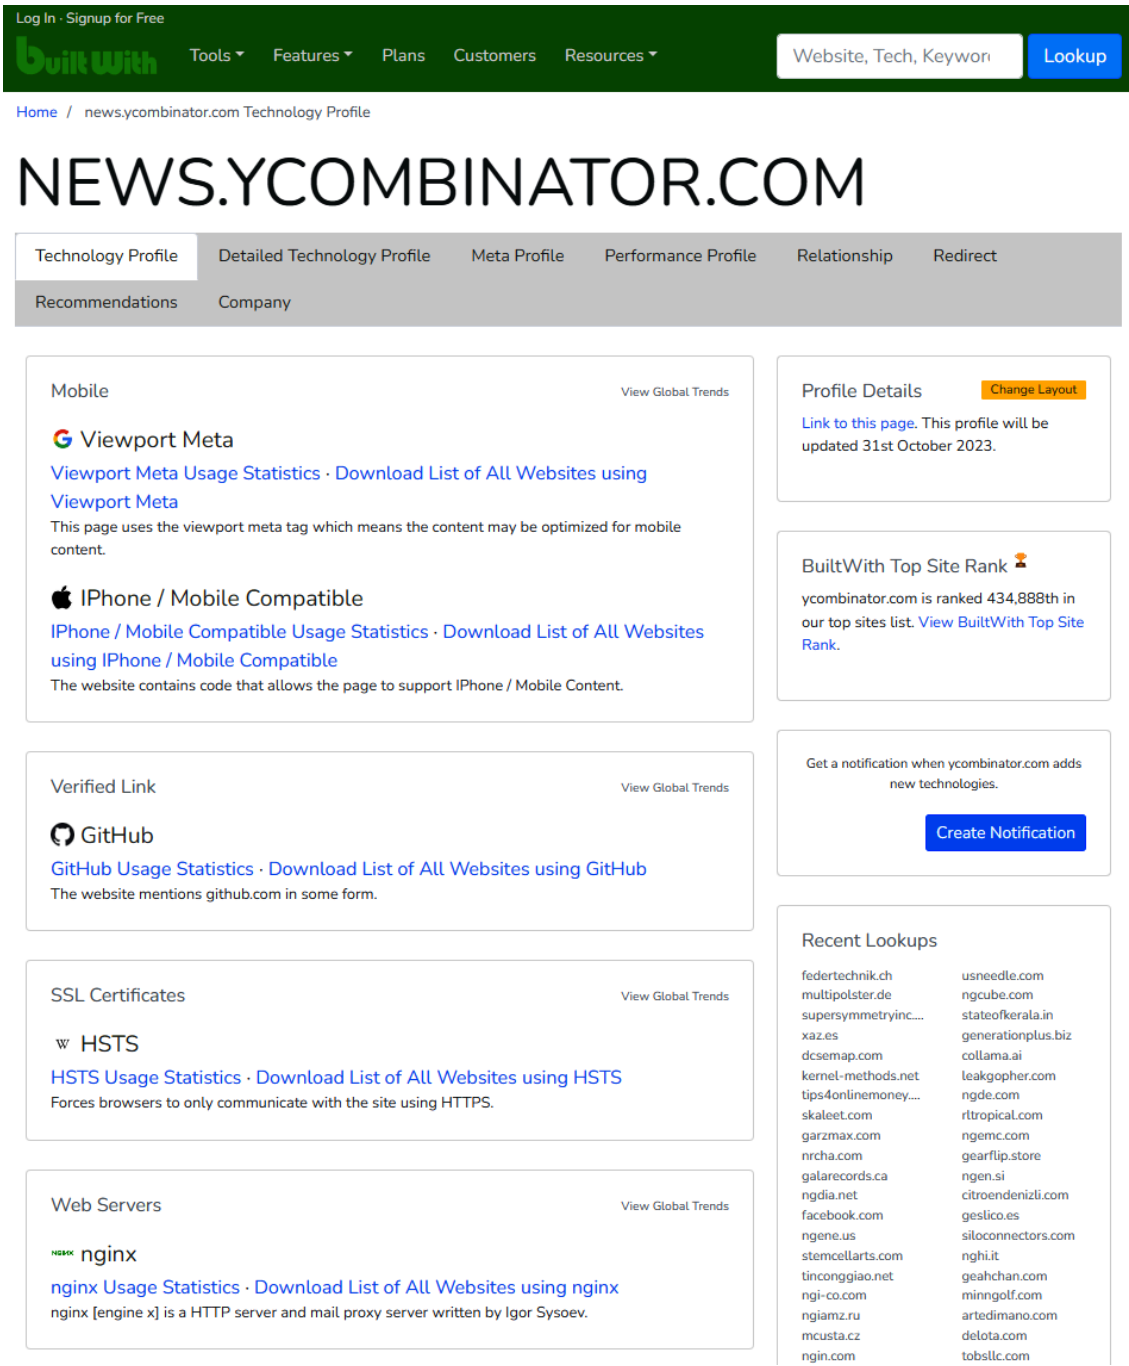 Log In · Signup for Free
built With
Tools
Features
Plans
Customers
Resources
Website, Tech, Keywor
Lookup
Home / news.ycombinator.com Technology Profile
NEWS.YCOMBINATOR.COM
Technology Profile
Detailed Technology Profile
Meta Profile
Performance Profile
Relationship
Redirect
Recommendations
Company
Mobile
View Global Trends
Viewport Meta
Viewport Meta Usage Statistics · Download List of All Websites using
Viewport Meta
This page uses the viewport meta tag which means the content may be optimized for mobile
content.
IPhone / Mobile Compatible
IPhone / Mobile Compatible Usage Statistics · Download List of All Websites
using IPhone / Mobile Compatible
The website contains code that allows the page to support IPhone / Mobile Content.
Verified Link
View Global Trends
GitHub
GitHub Usage Statistics · Download List of All Websites using GitHub
The website mentions github.com in some form.
SSL Certificates
View Global Trends
W HSTS
HSTS Usage Statistics · Download List of All Websites using HSTS
Forces browsers to only communicate with the site using HTTPS.
Web Servers
View Global Trends
NGINX nginx
nginx Usage Statistics · Download List of All Websites using nginx
nginx [engine x] is a HTTP server and mail proxy server written by Igor Sysoev.
Profile Details
Change Layout
Link to this page. This profile will be
updated 31st October 2023.
BuiltWith Top Site Rank
ycombinator.com is ranked 434,888th in
our top sites list. View BuiltWith Top Site
Rank.
Get a notification when ycombinator.com adds
new technologies.
Create Notification
Recent Lookups
federtechnik.ch usneedle.com
multipolster.de ngcube.com
supersymmetryinc.... stateofkerala.in
xaz.es generationplus.biz
dcsemap.com collama.ai
kernel-methods.net leakgopher.com
tips4onlinemoney.... ngde.com
skaleet.com rltropical.com
garzmax.com ngemc.com
nrcha.com gearflip.store
galarecords.ca ngen.si
ngdia.net citroendenizli.com
facebook.com geslico.es
ngene.us siloconnectors.com
stemcellarts.com nghi.it
tinconggiao.net geahchan.com
ngi-co.com minngolf.com
ngiamz.ru artedimano.com
mcusta.cz delota.com
ngin.com tobsllc.com